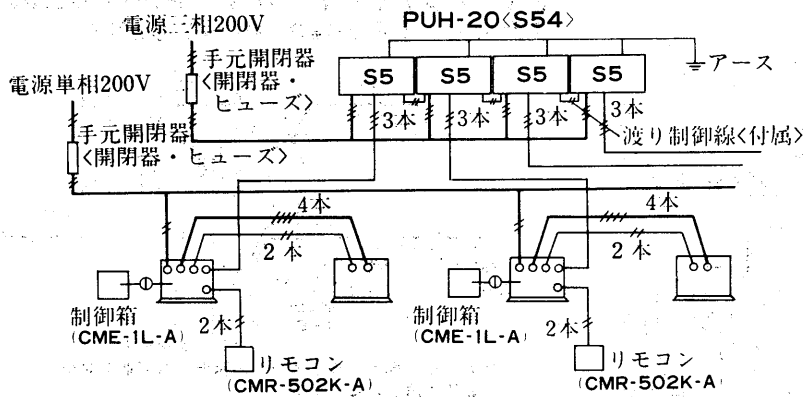 電源三相200V
PUH-20〈S54〉
手元開閉器
〈開閉器・
ヒューズ〉
電源単相200V
S5 S5 S5 S5
アース
手元開閉器
〈開閉器・ヒューズ〉
3本 3本 3本 3本
渡り制御線〈付属〉
4本
2本
4本
2本
制御箱
(CME-1L-A)
2本
リモコン
(CMR-502K-A)
制御箱
(CME-1L-A)
2本
リモコン
(CMR-502K-A)